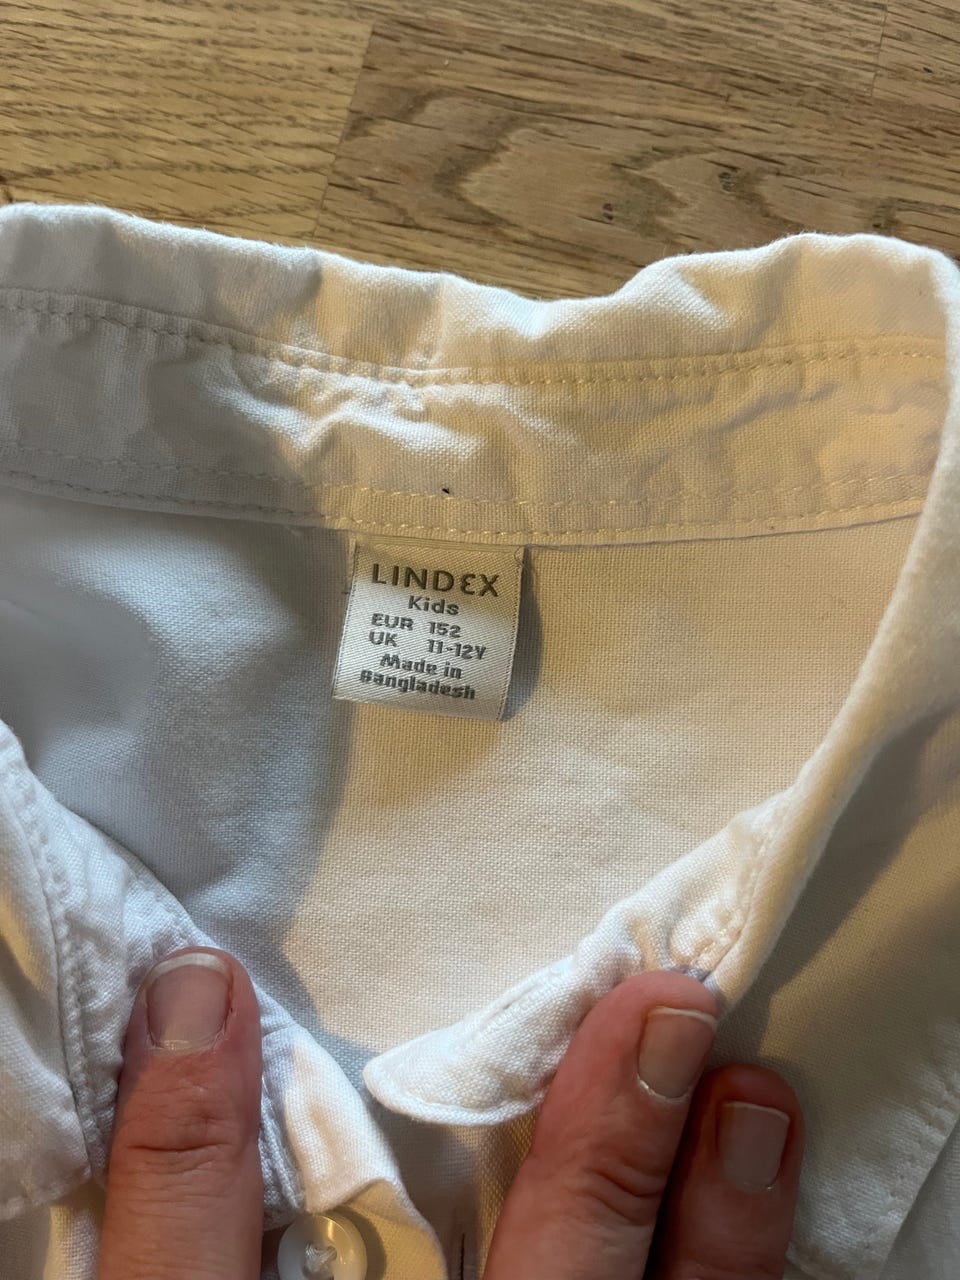 LINDEX
Kids
EUR 152
UK 11-12Y
Made in
Bangladesh